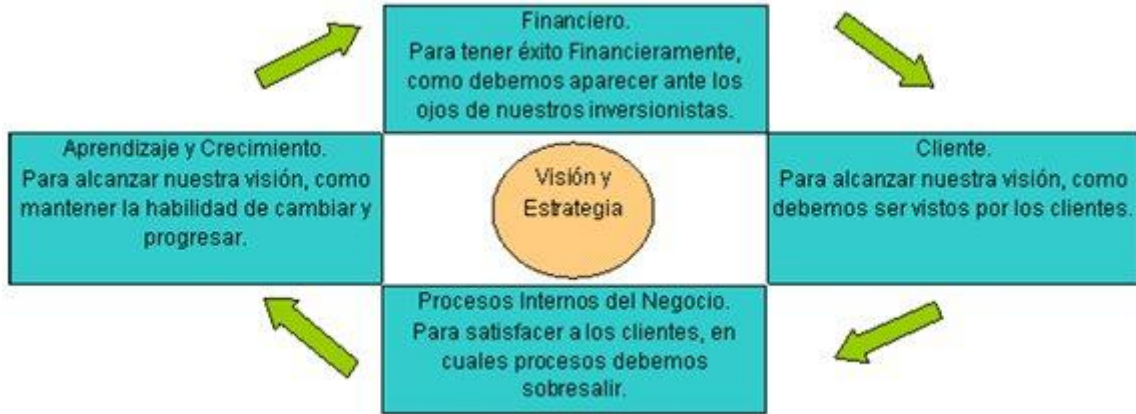 Financiero.
Para tener éxito Financieramente,
como debemos aparecer ante los
ojos de nuestros inversionistas.
Aprendizaje y Crecimiento.
Para alcanzar nuestra visión, como
mantener la habilidad de cambiar y
progresar.
Visión y
Estrategia
Cliente.
Para alcanzar nuestra visión, como
debemos ser vistos por los clientes.
Procesos Internos del Negocio.
Para satisfacer a los clientes, en
cuales procesos debemos
sobresalir.